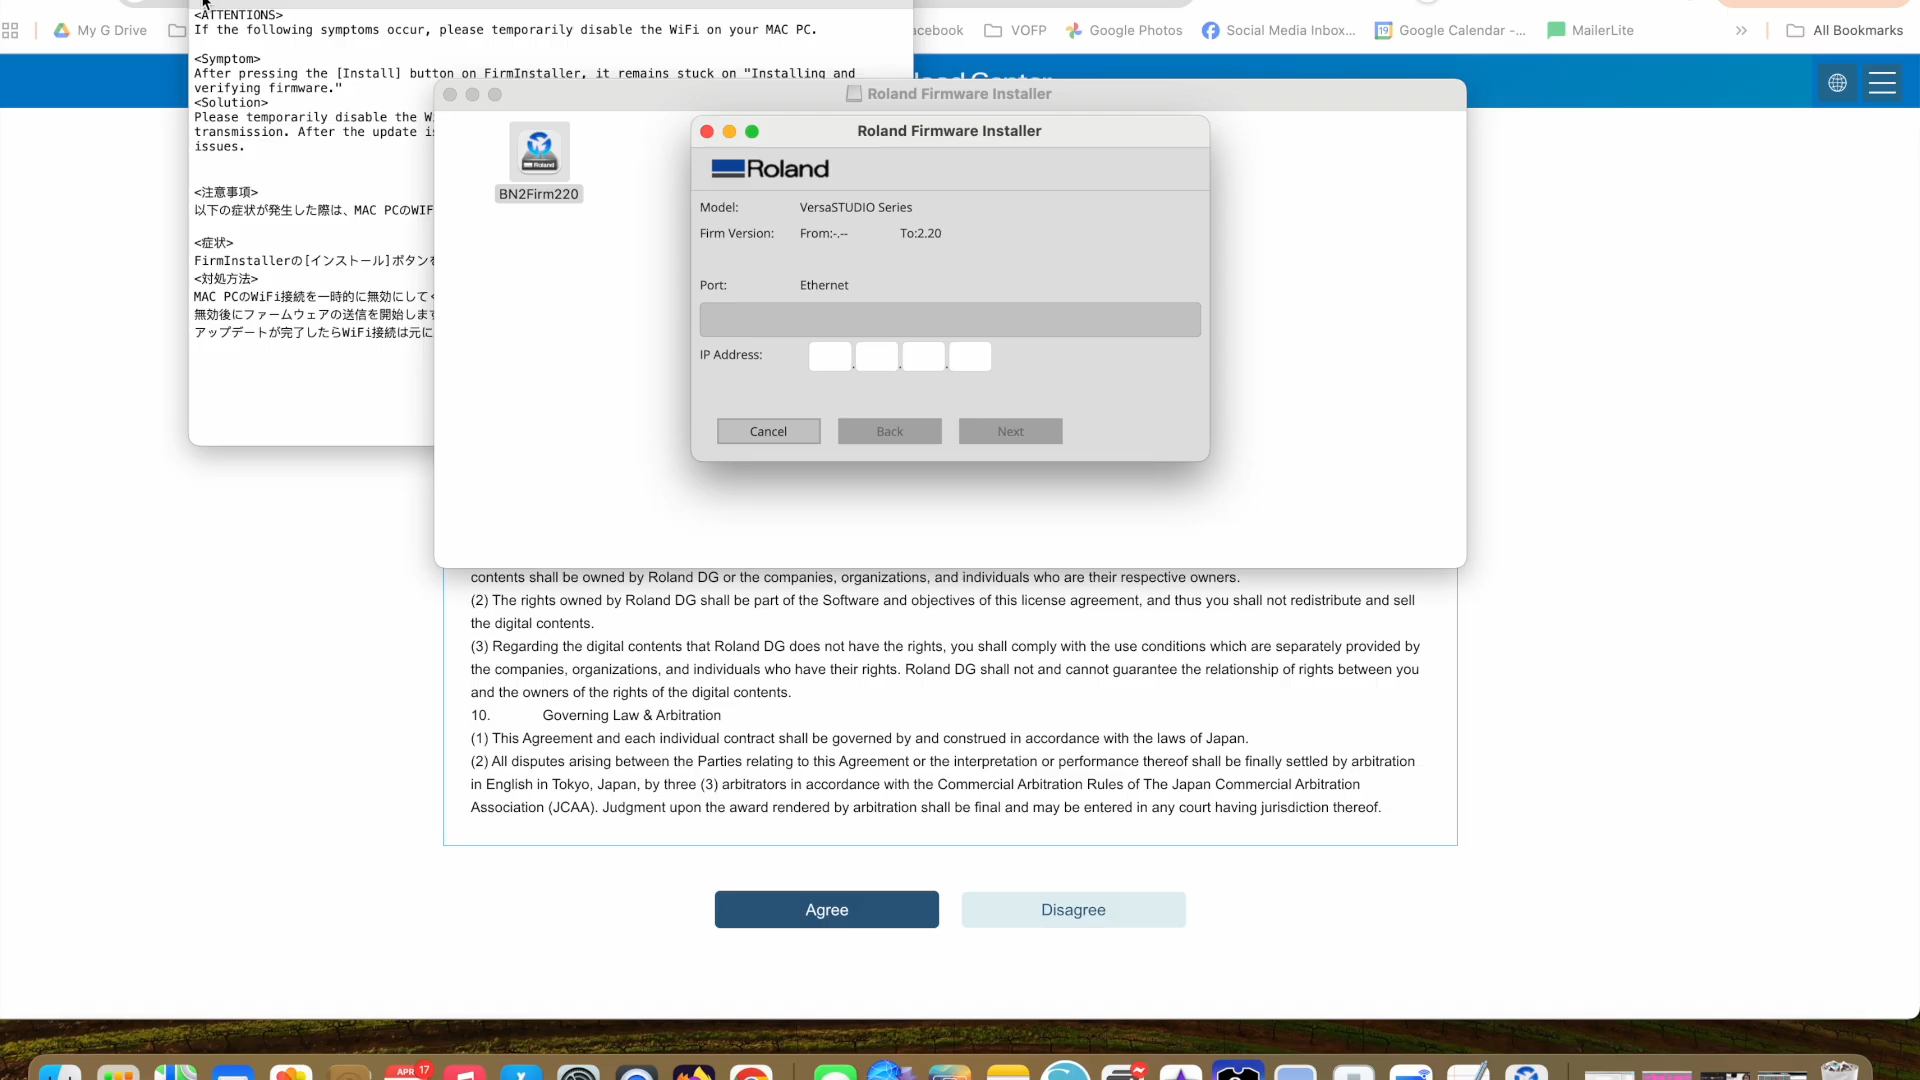 <ATTENTIONS>
If the following symptoms occur, please temporarily disable the WiFi on your MAC PC.
<Symptom>
After pressing the [Install] button on FirmInstaller, it remains stuck on "Installing and
verifying firmware."
<Solution>
Please temporarily disable the W
transmission. After the update i
issues.
<注意事項>
以下の症状が発生した際は、MAC PCのWIF
<症状>
FirmInstallerの[インストール]ボタンを
<対処方法>
MAC PCのWiFi接続を一時的に無効にして
無効後にファームウェアの送信を開始しま
アップデートが完了したらWiFi接続は元に
My G Drive
acebook
VOFP
Google Photos
Social Media Inbox...
Google Calendar -...
MailerLite
»
All Bookmarks
Roland Firmware Installer
BN2Firm220
Roland
Roland Firmware Installer
Roland
Model: VersaSTUDIO Series
Firm Version: From:-.-- To:2.20
Port: Ethernet
IP Address: . . .
Cancel Back Next
contents shall be owned by Roland DG or the companies, organizations, and individuals who are their respective owners.
(2) The rights owned by Roland DG shall be part of the Software and objectives of this license agreement, and thus you shall not redistribute and sell
the digital contents.
(3) Regarding the digital contents that Roland DG does not have the rights, you shall comply with the use conditions which are separately provided by
the companies, organizations, and individuals who have their rights. Roland DG shall not and cannot guarantee the relationship of rights between you
and the owners of the rights of the digital contents.
10. Governing Law & Arbitration
(1) This Agreement and each individual contract shall be governed by and construed in accordance with the laws of Japan.
(2) All disputes arising between the Parties relating to this Agreement or the interpretation or performance thereof shall be finally settled by arbitration
in English in Tokyo, Japan, by three (3) arbitrators in accordance with the Commercial Arbitration Rules of The Japan Commercial Arbitration
Association (JCAA). Judgment upon the award rendered by arbitration shall be final and may be entered in any court having jurisdiction thereof.
Agree Disagree
APR 17